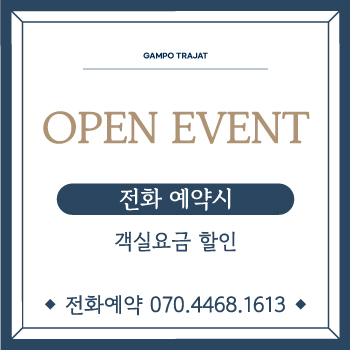 GAMPO TRAJAT
OPEN EVENT
전화 예약시
객실요금 할인
◆ 전화예약 070.4468.1613 ◆